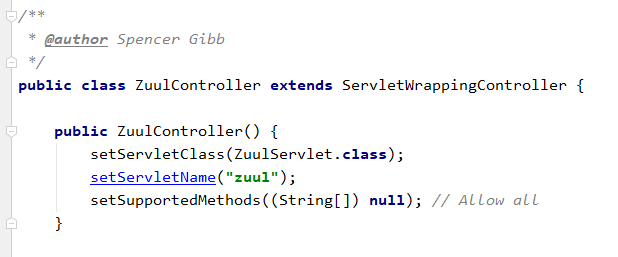 /**
 * @author Spencer Gibb
 */
public class ZuulController extends ServletWrappingController {
    public ZuulController() {
        setServletClass(ZuulServlet.class);
        setServletName("zuul");
        setSupportedMethods((String[]) null); // Allow all
    }